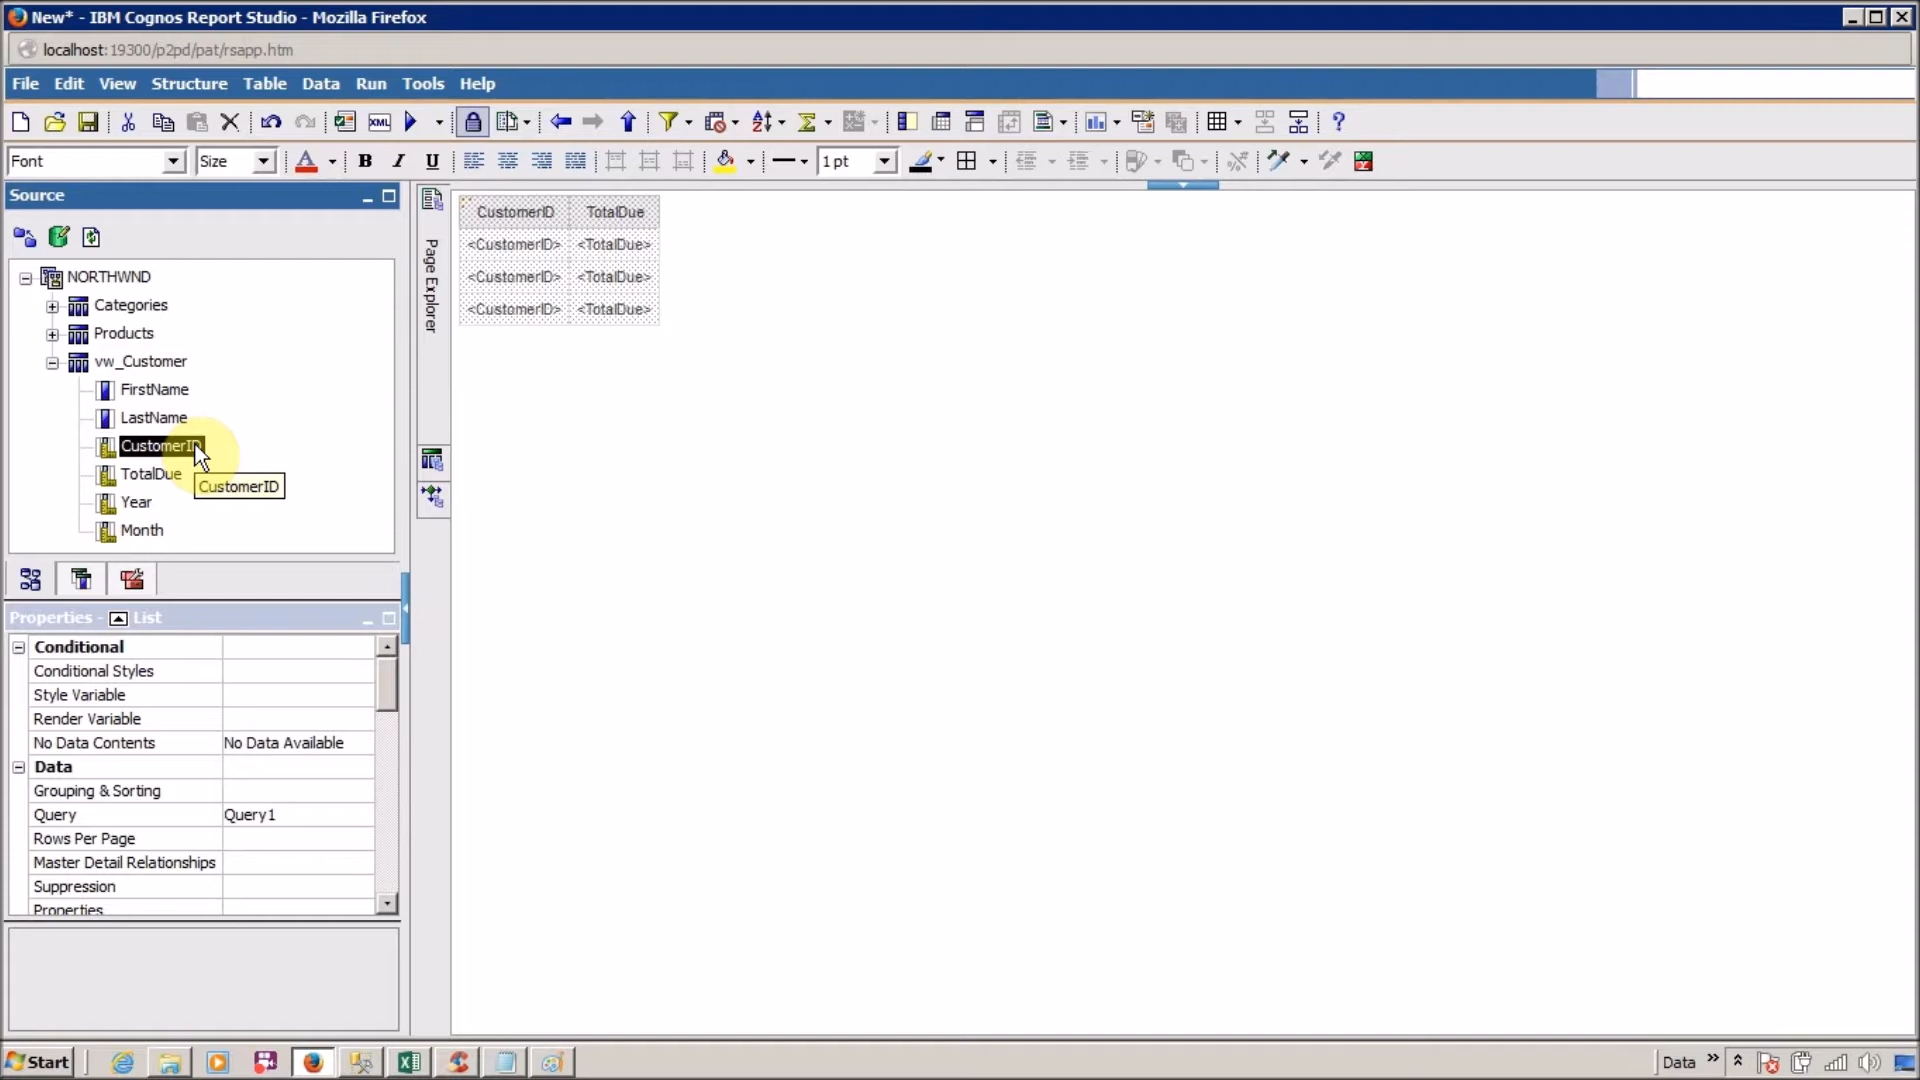 New* - IBM Cognos Report Studio - Mozilla Firefox
localhost:19300/p2pd/pat/rsapp.htm
File Edit View Structure Table Data Run Tools Help
XML
Font Size A B I U 1 pt
Source
Page Explorer
NORTHWND
Categories
Products
vw_Customer
FirstName
LastName
CustomerID
TotalDue
CustomerID
Year
Month
CustomerID TotalDue
<CustomerID> <TotalDue>
<CustomerID> <TotalDue>
<CustomerID> <TotalDue>
Properties - List
Conditional
Conditional Styles
Style Variable
Render Variable
No Data Contents No Data Available
Data
Grouping & Sorting
Query Query1
Rows Per Page
Master Detail Relationships
Suppression
Properties
Start Data